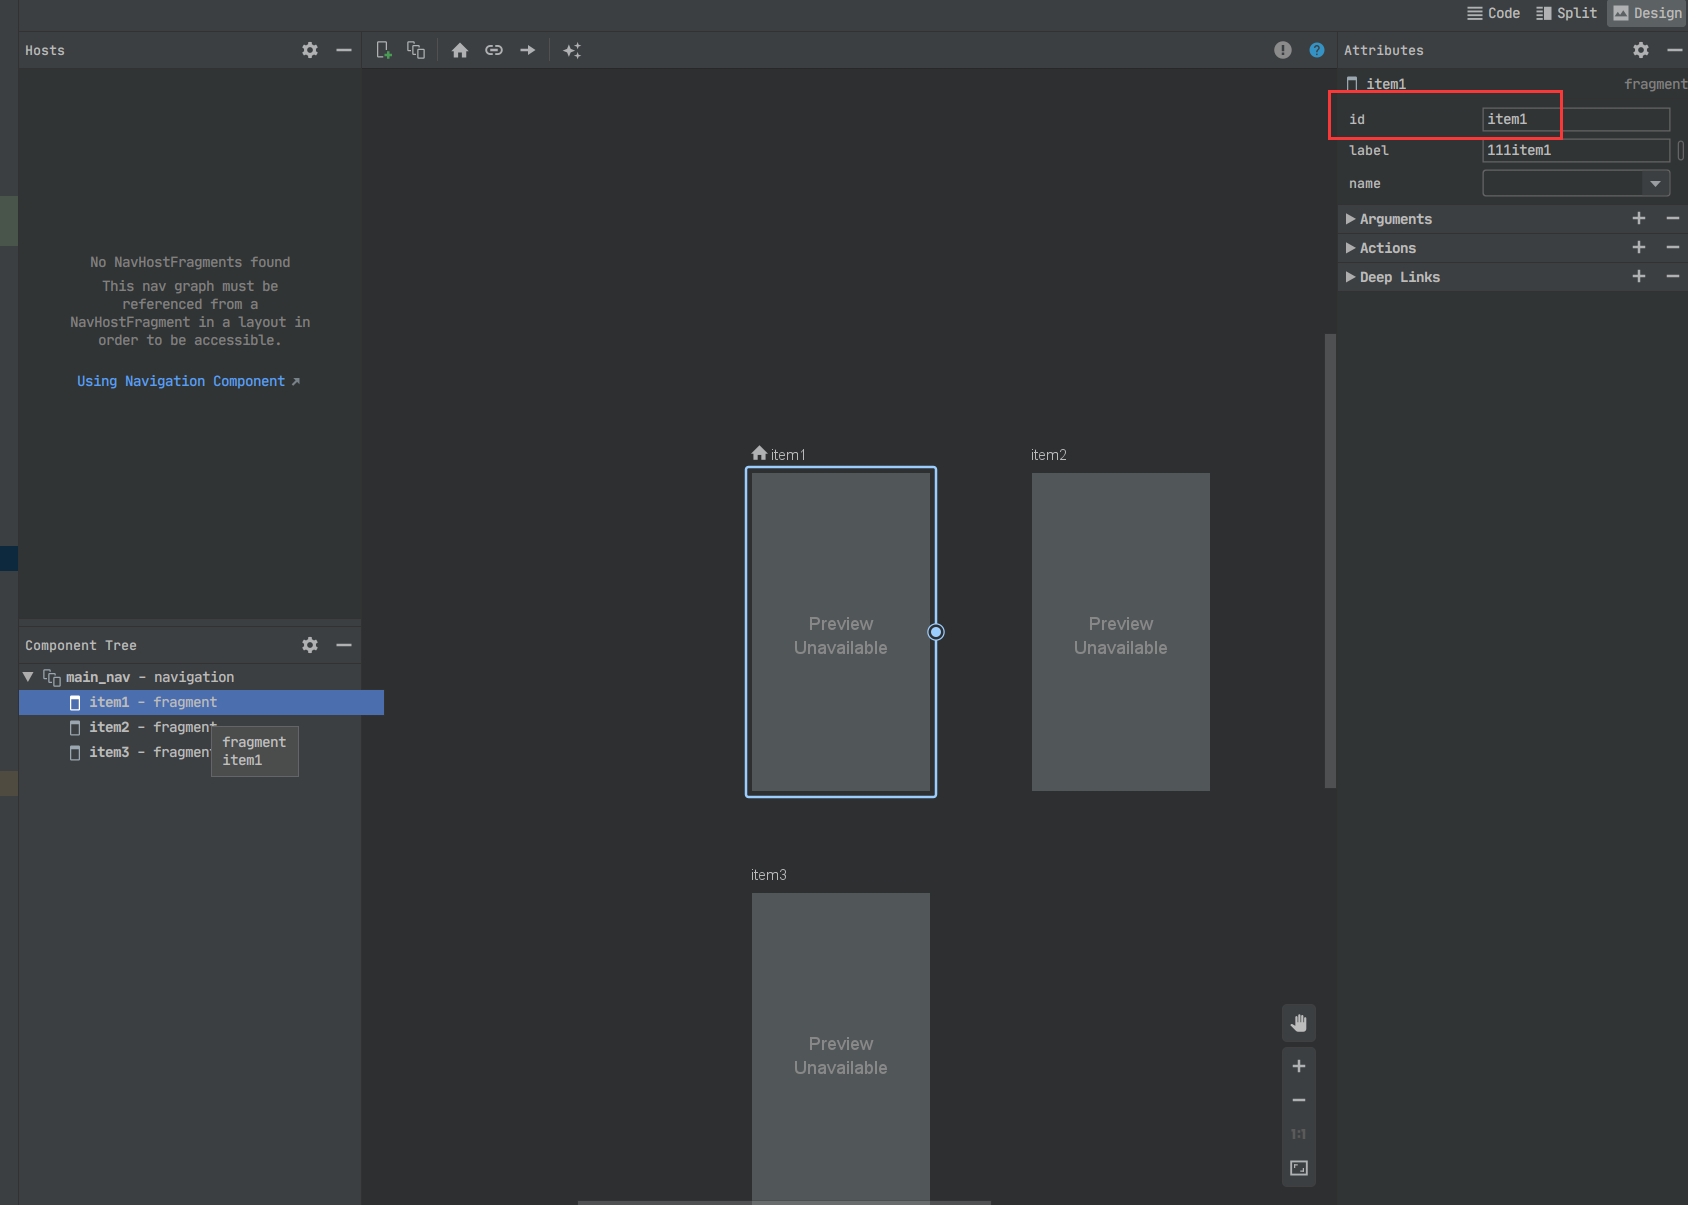 Code Split Design
Hosts
Attributes
item1 fragment
id item1
label 111item1
name
Arguments
Actions
Deep Links
No NavHostFragments found
This nav graph must be
referenced from a
NavHostFragment in a layout in
order to be accessible.
Using Navigation Component
item1
Preview
Unavailable
item2
Preview
Unavailable
item3
Preview
Unavailable
Component Tree
main_nav - navigation
item1 - fragment
item2 - fragment
item3 - fragment
fragment
item1
1:1